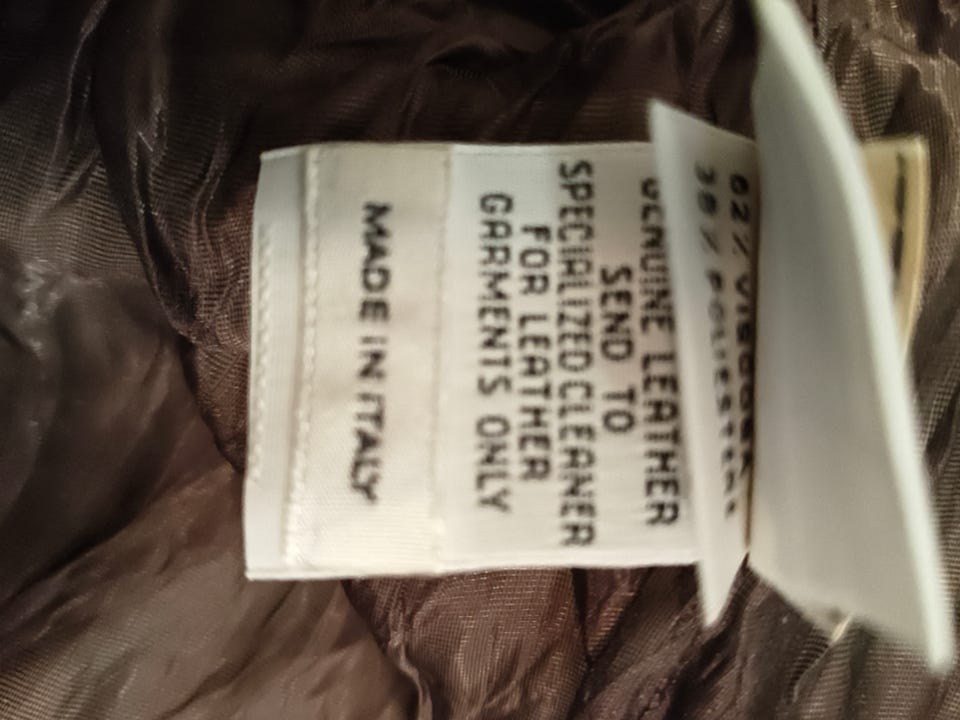 GENUINE LEATHER
SEND TO
SPECIALIZED CLEANER
FOR LEATHER
GARMENTS ONLY
MADE IN ITALY